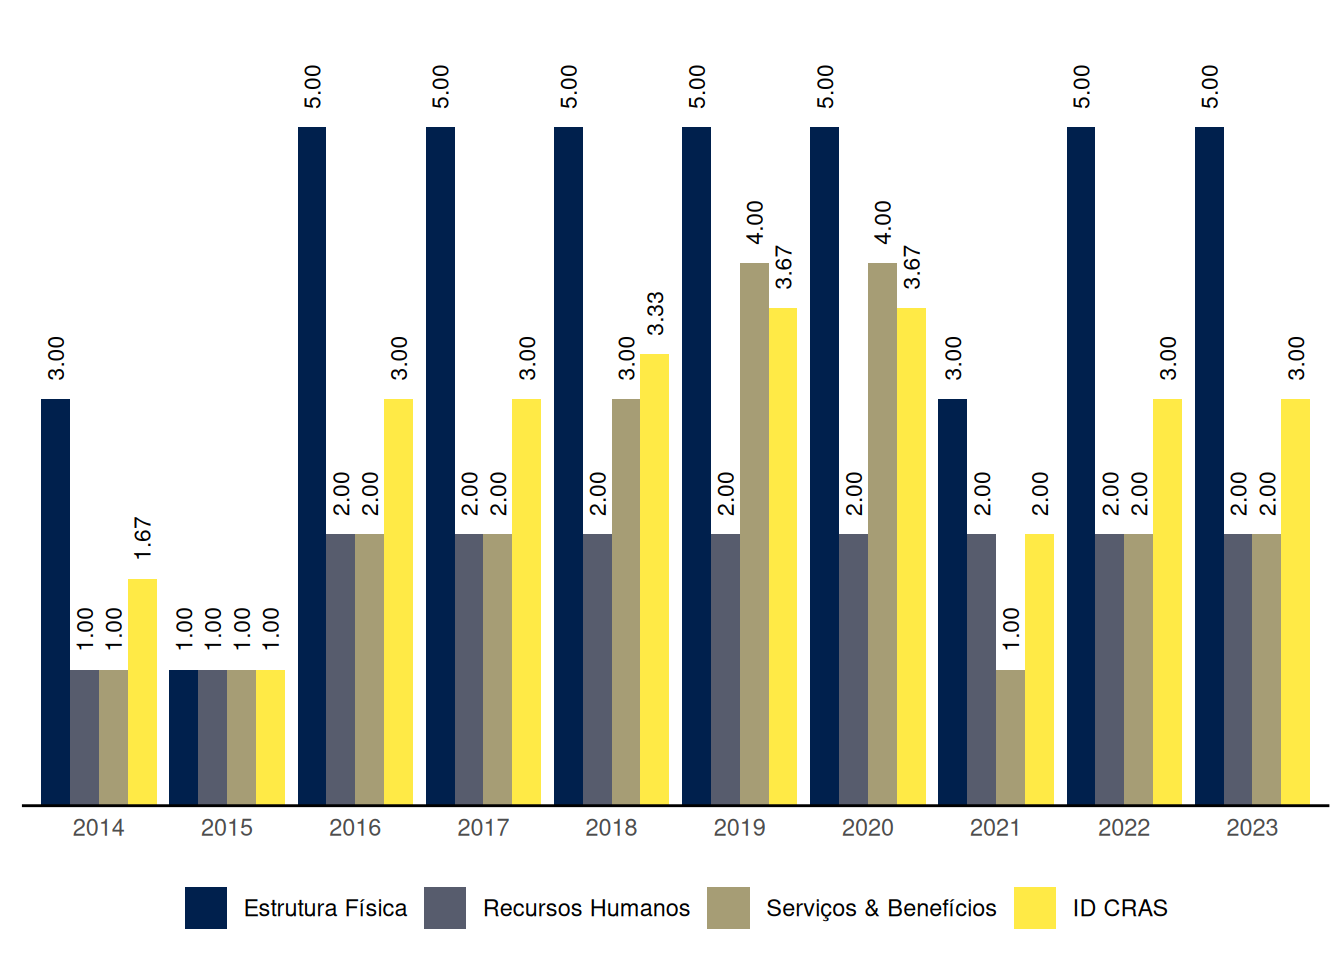 5.00 5.00 5.00 5.00 5.00 5.00 5.00
4.00 4.00
3.67 3.67
3.33
3.00 3.00 3.00 3.00 3.00 3.00 3.00
2.00 2.00 2.00 2.00 2.00 2.00 2.00 2.00 2.00 2.00 2.00 2.00 2.00
1.67
1.00 1.00 1.00 1.00 1.00 1.00 1.00
2014 2015 2016 2017 2018 2019 2020 2021 2022 2023
Estrutura Física Recursos Humanos Serviços & Benefícios ID CRAS